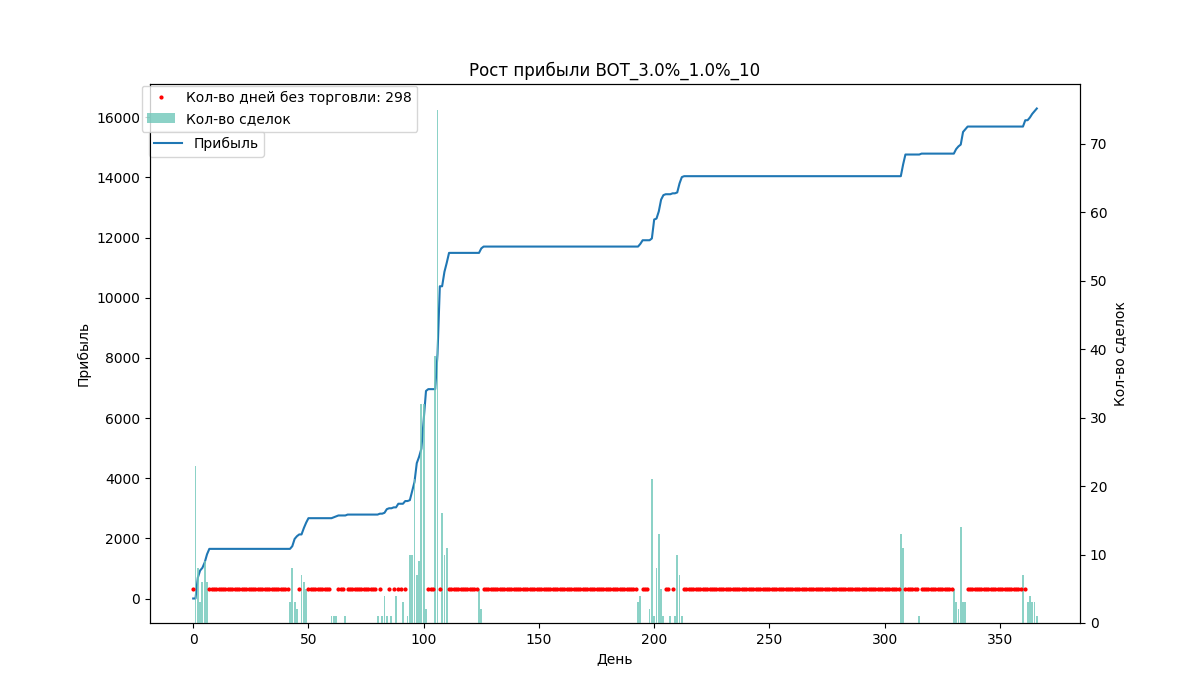 Рост прибыли BOT_3.0%_1.0%_10
Кол-во дней без торговли: 298
Кол-во сделок
Прибыль
16000
14000
12000
10000
8000
6000
4000
2000
0
Прибыль
70
60
50
40
30
20
10
0
Кол-во сделок
0 50 100 150 200 250 300 350
День